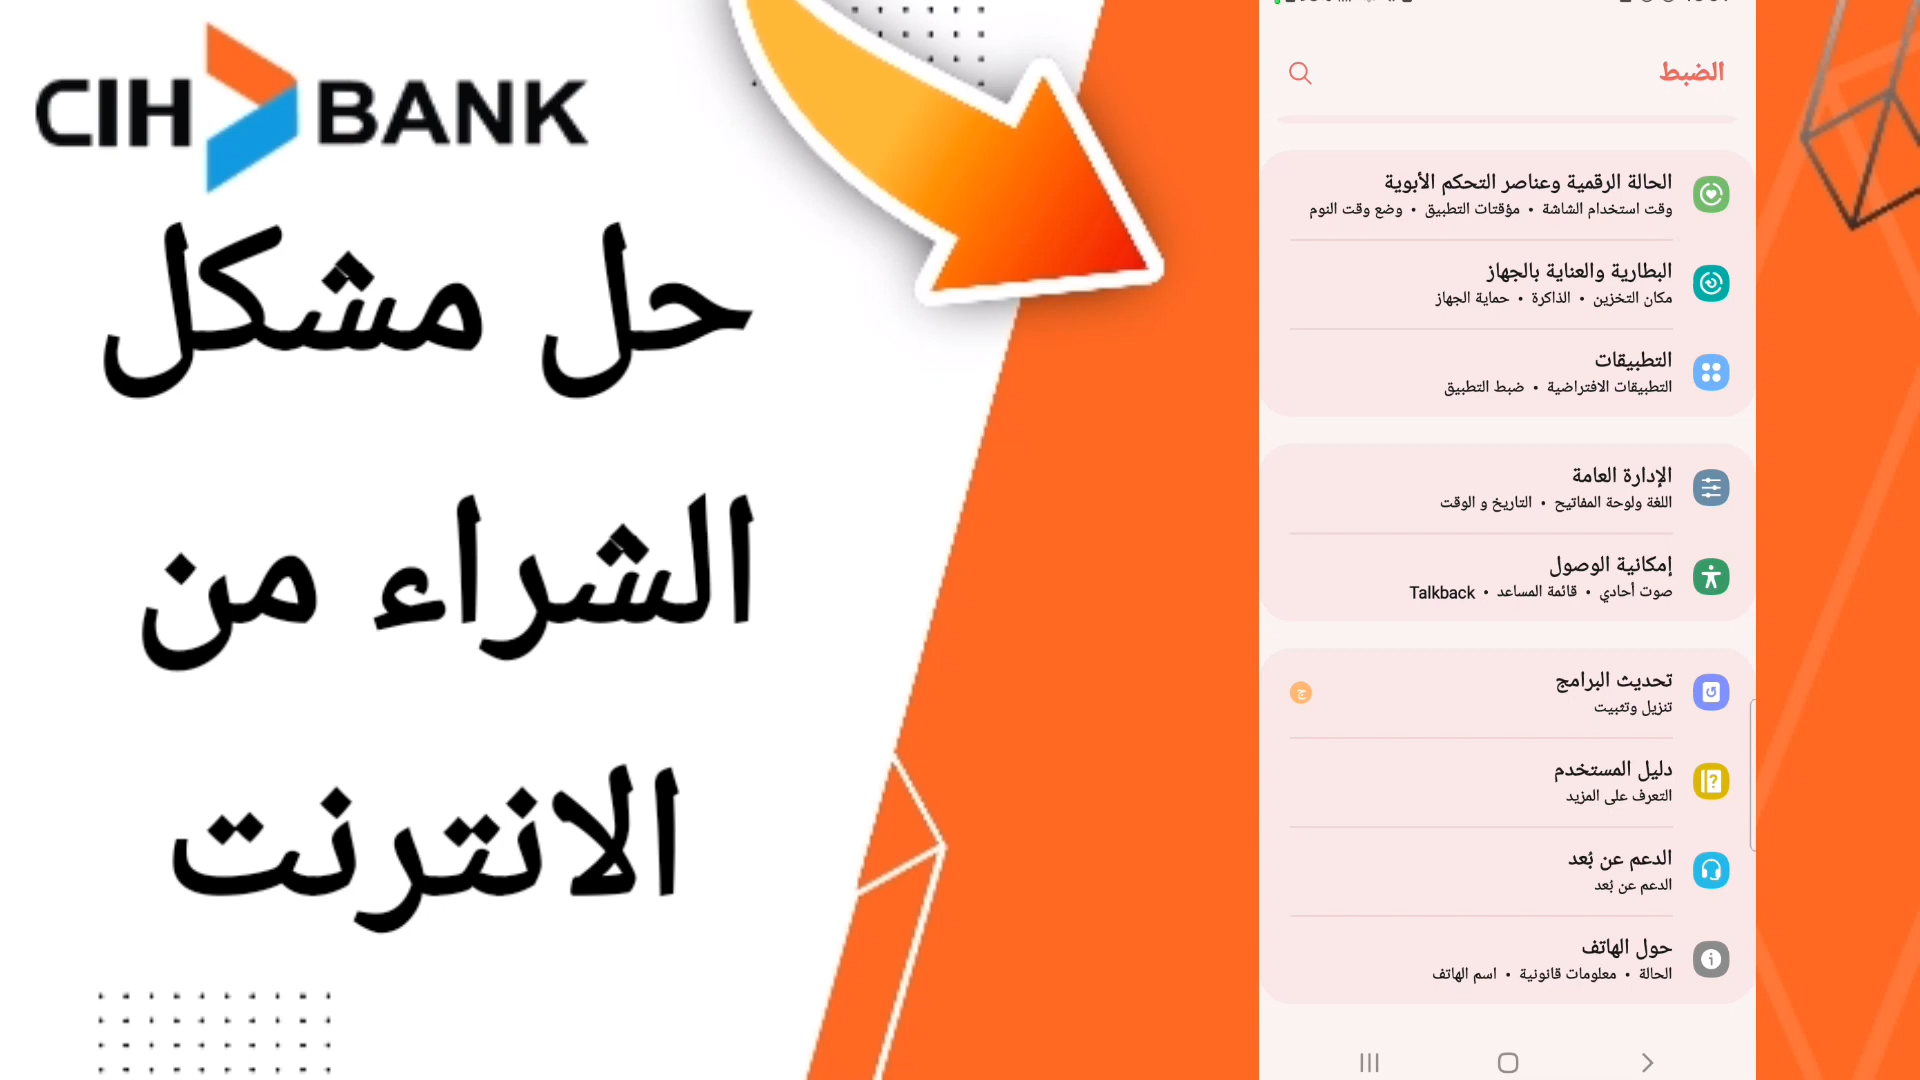 CIH BANK
حل مشكل
الشراء من
الانترنت
الضبط
الحالة الرقمية وعناصر التحكم الأبوية
وقت استخدام الشاشة • مؤقتات التطبيق • وضع وقت النوم
البطارية والعناية بالجهاز
مكان التخزين • الذاكرة • حماية الجهاز
التطبيقات
التطبيقات الافتراضية • ضبط التطبيق
الإدارة العامة
اللغة ولوحة المفاتيح • التاريخ و الوقت
إمكانية الوصول
صوت أحادي • قائمة المساعد • Talkback
تحديث البرامج
تنزيل وتثبيت
ج
دليل المستخدم
التعرف على المزيد
الدعم عن بُعد
الدعم عن بُعد
حول الهاتف
الحالة • معلومات قانونية • اسم الهاتف